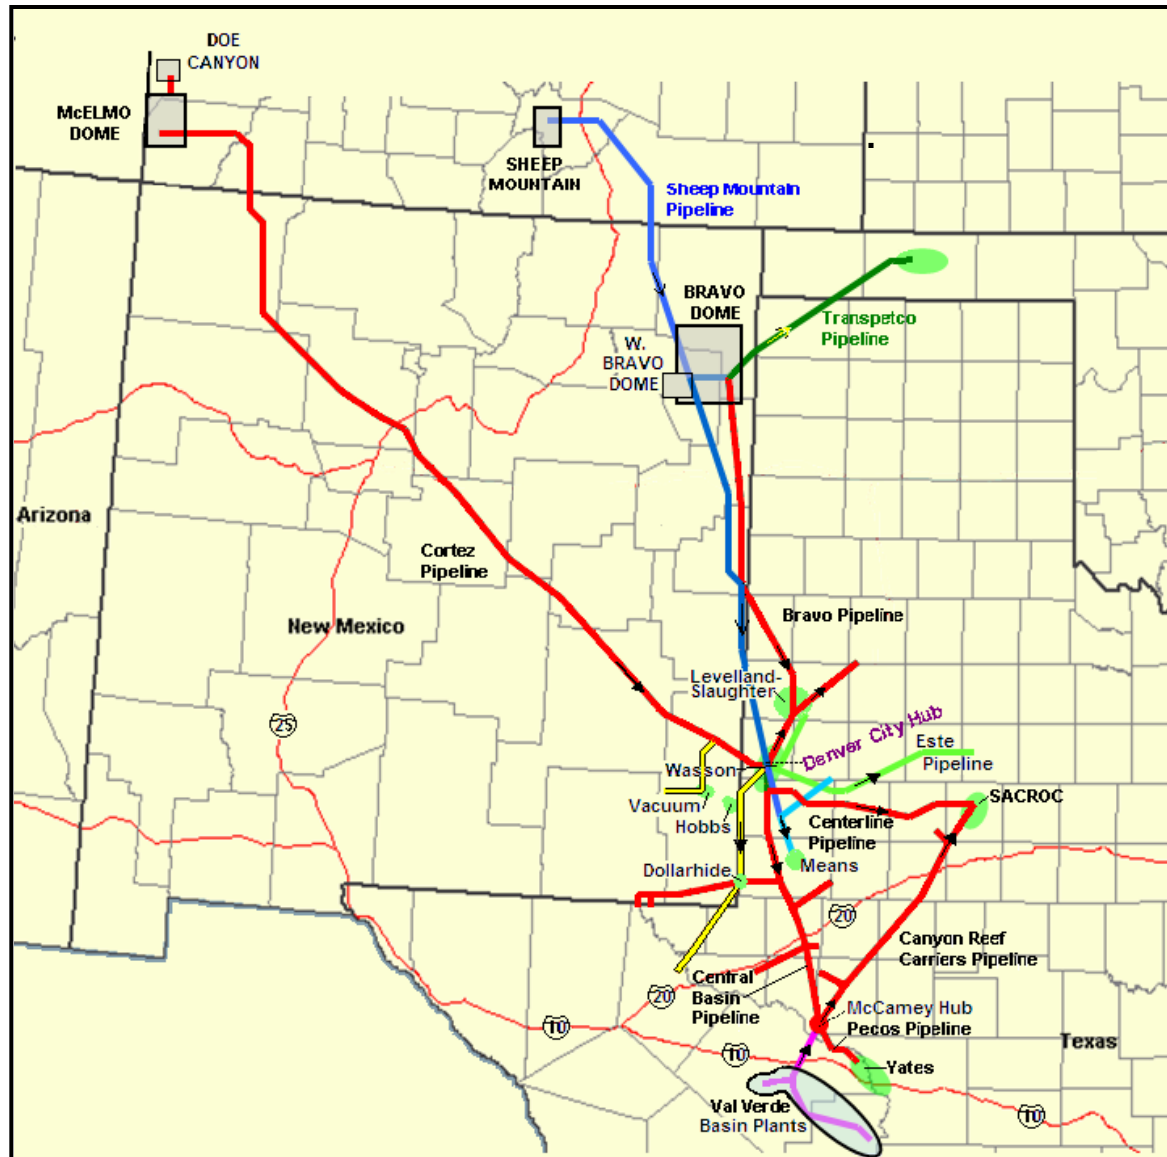 DOE
CANYON
McELMO
DOME
SHEEP
MOUNTAIN
Sheep Mountain
Pipeline
BRAVO
DOME
W.
BRAVO
DOME
Transpetco
Pipeline
Arizona
Cortez
Pipeline
New Mexico
Bravo Pipeline
Levelland-
Slaughter
25
Denver City Hub
Este
Pipeline
Wasson
Vacuum
Hobbs
SACROC
Centerline
Pipeline
Means
Dollarhide
20
Canyon Reef
Carriers Pipeline
Central
Basin
Pipeline
20
McCamey Hub
Pecos Pipeline
10
Texas
10
Yates
Val Verde
Basin Plants
10